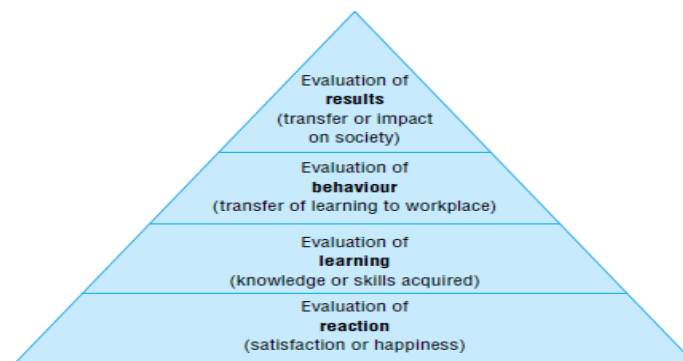 Evaluation of
results
(transfer or impact
on society)
Evaluation of
behaviour
(transfer of learning to workplace)
Evaluation of
learning
(knowledge or skills acquired)
Evaluation of
reaction
(satisfaction or happiness)